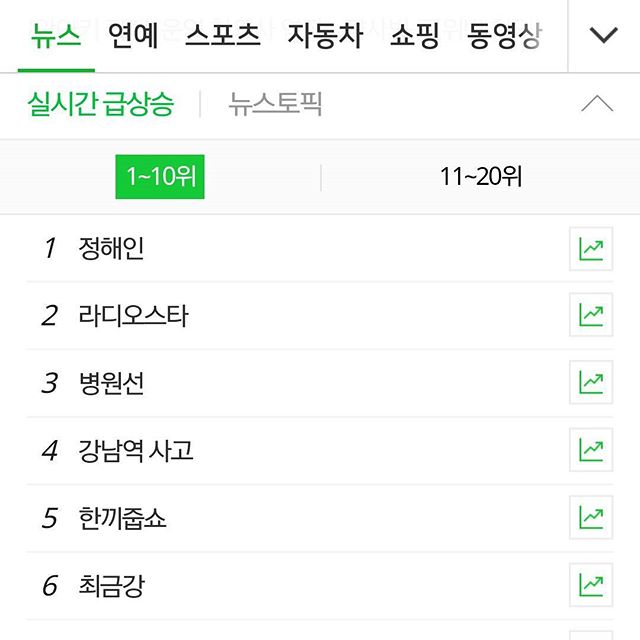 뉴스 연예 스포츠 자동차 쇼핑 동영상
실시간 급상승 뉴스토픽
1~10위 11~20위
1 정해인
2 라디오스타
3 병원선
4 강남역 사고
5 한끼줍쇼
6 최금강